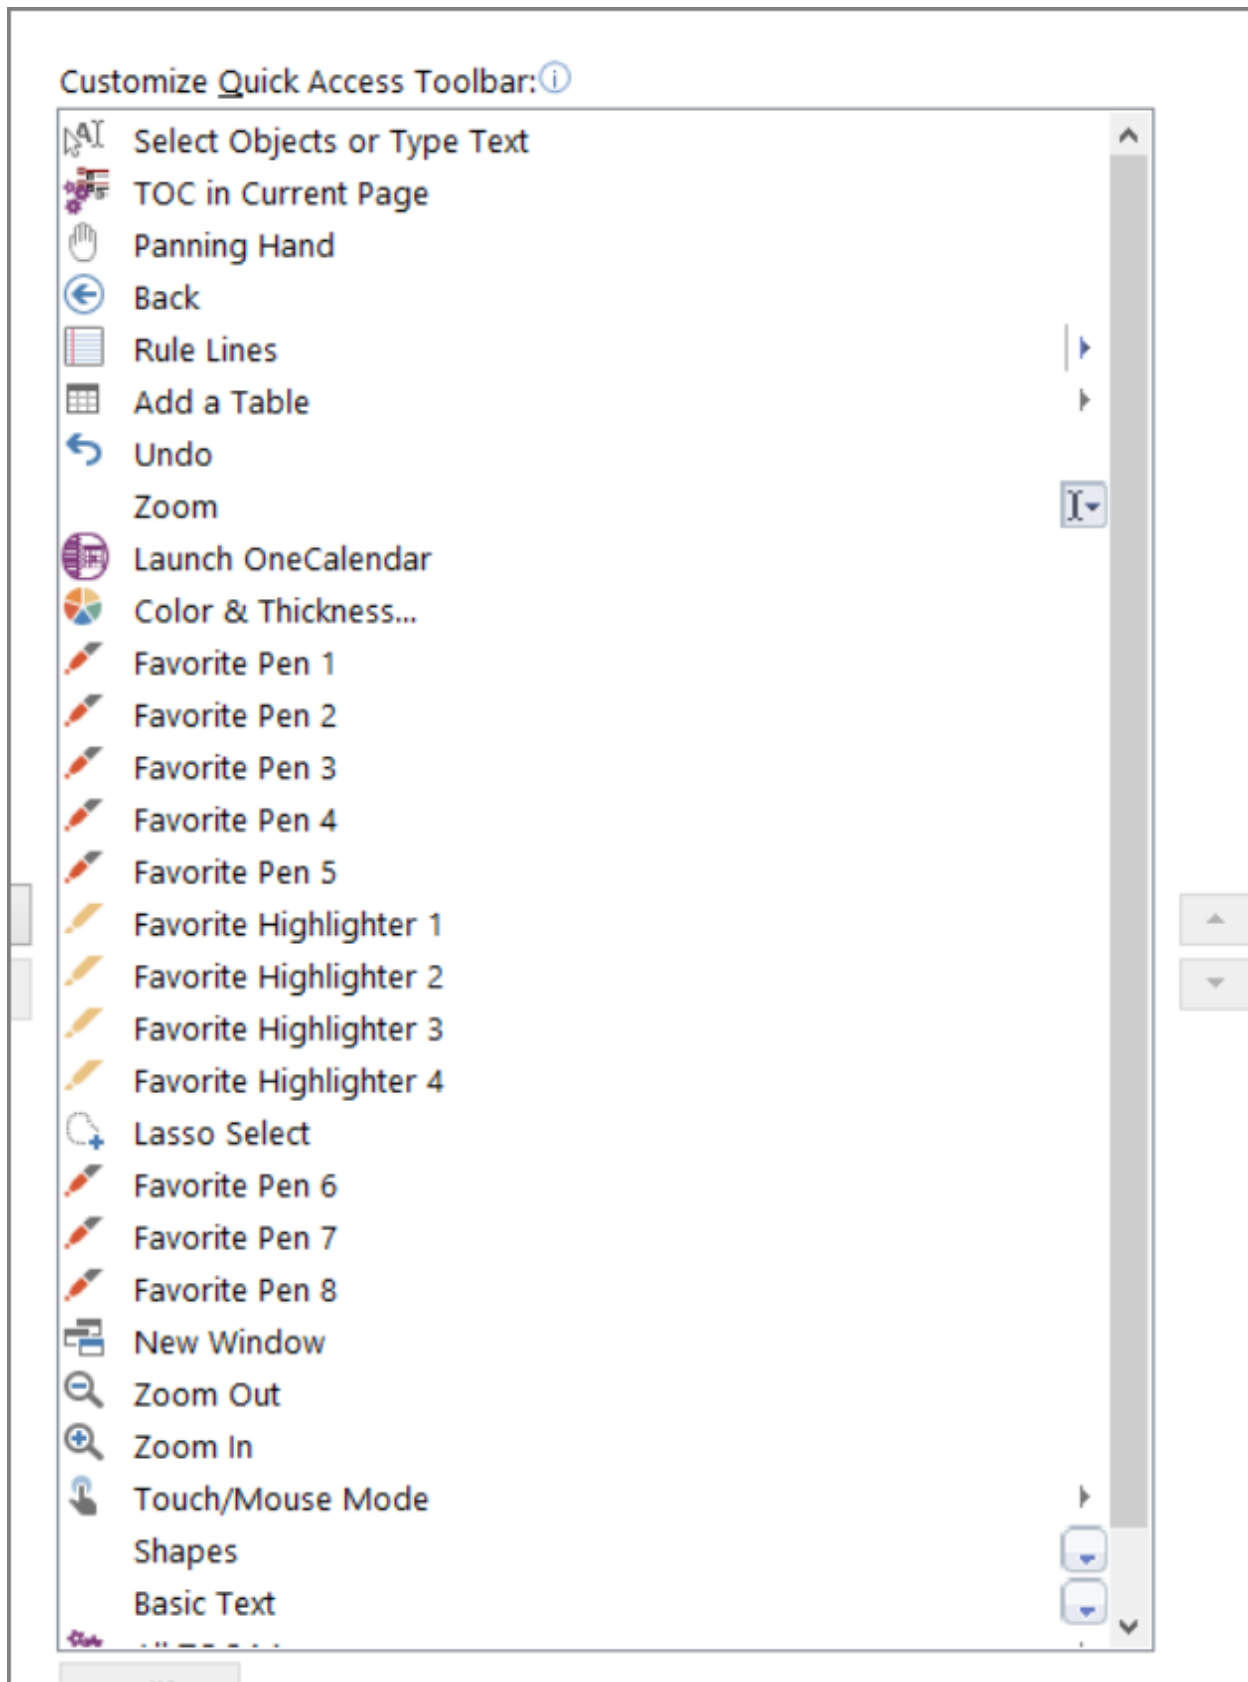 Customize Quick Access Toolbar:
Select Objects or Type Text
TOC in Current Page
Panning Hand
Back
Rule Lines
Add a Table
Undo
Zoom
Launch OneCalendar
Color & Thickness...
Favorite Pen 1
Favorite Pen 2
Favorite Pen 3
Favorite Pen 4
Favorite Pen 5
Favorite Highlighter 1
Favorite Highlighter 2
Favorite Highlighter 3
Favorite Highlighter 4
Lasso Select
Favorite Pen 6
Favorite Pen 7
Favorite Pen 8
New Window
Zoom Out
Zoom In
Touch/Mouse Mode
Shapes
Basic Text